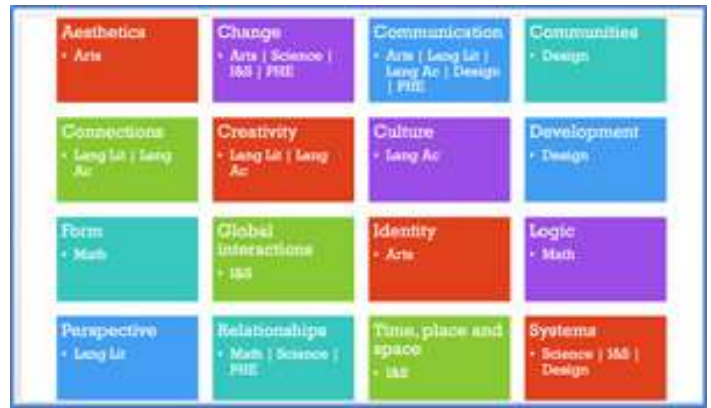 Aesthetics
• Arts
Change
• Arts | Science |
I&S | PHE
Communication
• Arts | Lang Lit |
Lang Ac | Design
| PHE
Communities
• Design
Connections
• Lang Lit | Lang
Ac
Creativity
• Lang Lit | Lang
Ac
Culture
• Lang Ac
Development
• Design
Form
• Math
Global
interactions
• I&S
Identity
• Arts
Logic
• Math
Perspective
• Lang Lit
Relationships
• Math | Science |
PHE
Time, place and
space
• I&S
Systems
• Science | I&S |
Design